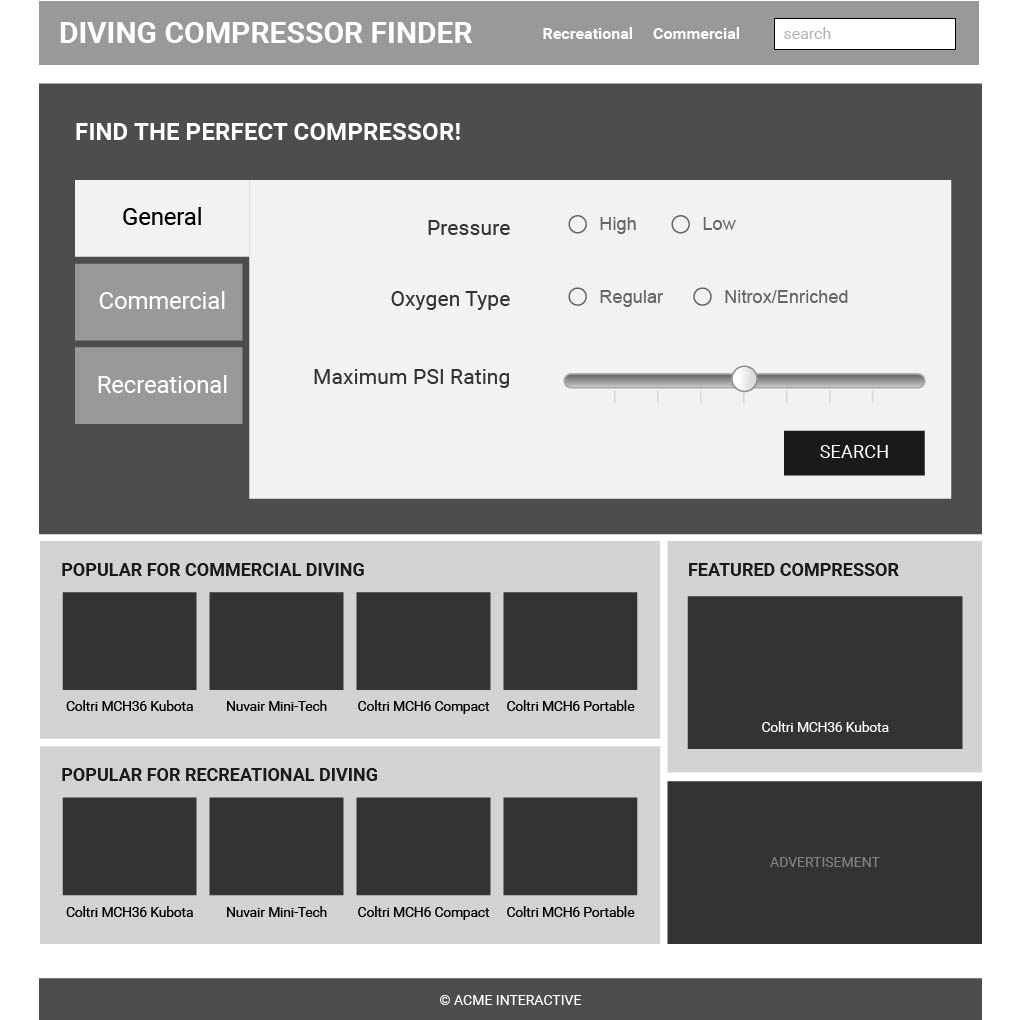 DIVING COMPRESSOR FINDER
Recreational Commercial
search
FIND THE PERFECT COMPRESSOR!
General
Commercial
Recreational
Pressure
High Low
Oxygen Type
Regular Nitrox/Enriched
Maximum PSI Rating
SEARCH
POPULAR FOR COMMERCIAL DIVING
Coltri MCH36 Kubota Nuvair Mini-Tech Coltri MCH6 Compact Coltri MCH6 Portable
POPULAR FOR RECREATIONAL DIVING
Coltri MCH36 Kubota Nuvair Mini-Tech Coltri MCH6 Compact Coltri MCH6 Portable
FEATURED COMPRESSOR
Coltri MCH36 Kubota
ADVERTISEMENT
© ACME INTERACTIVE